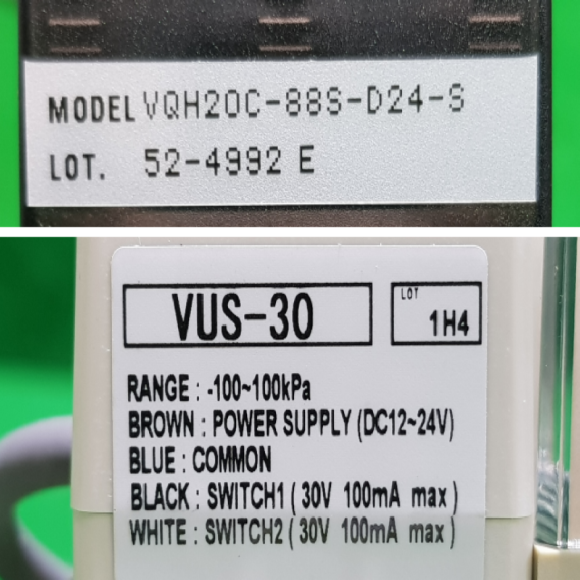 MODEL VQH20C-88S-D24-S
LOT. 52-4992 E
VUS-30
LOT
1H4
RANGE : -100~100kPa
BROWN : POWER SUPPLY (DC12~24V)
BLUE : COMMON
BLACK : SWITCH1 ( 30V 100mA max )
WHITE : SWITCH2 ( 30V 100mA max )